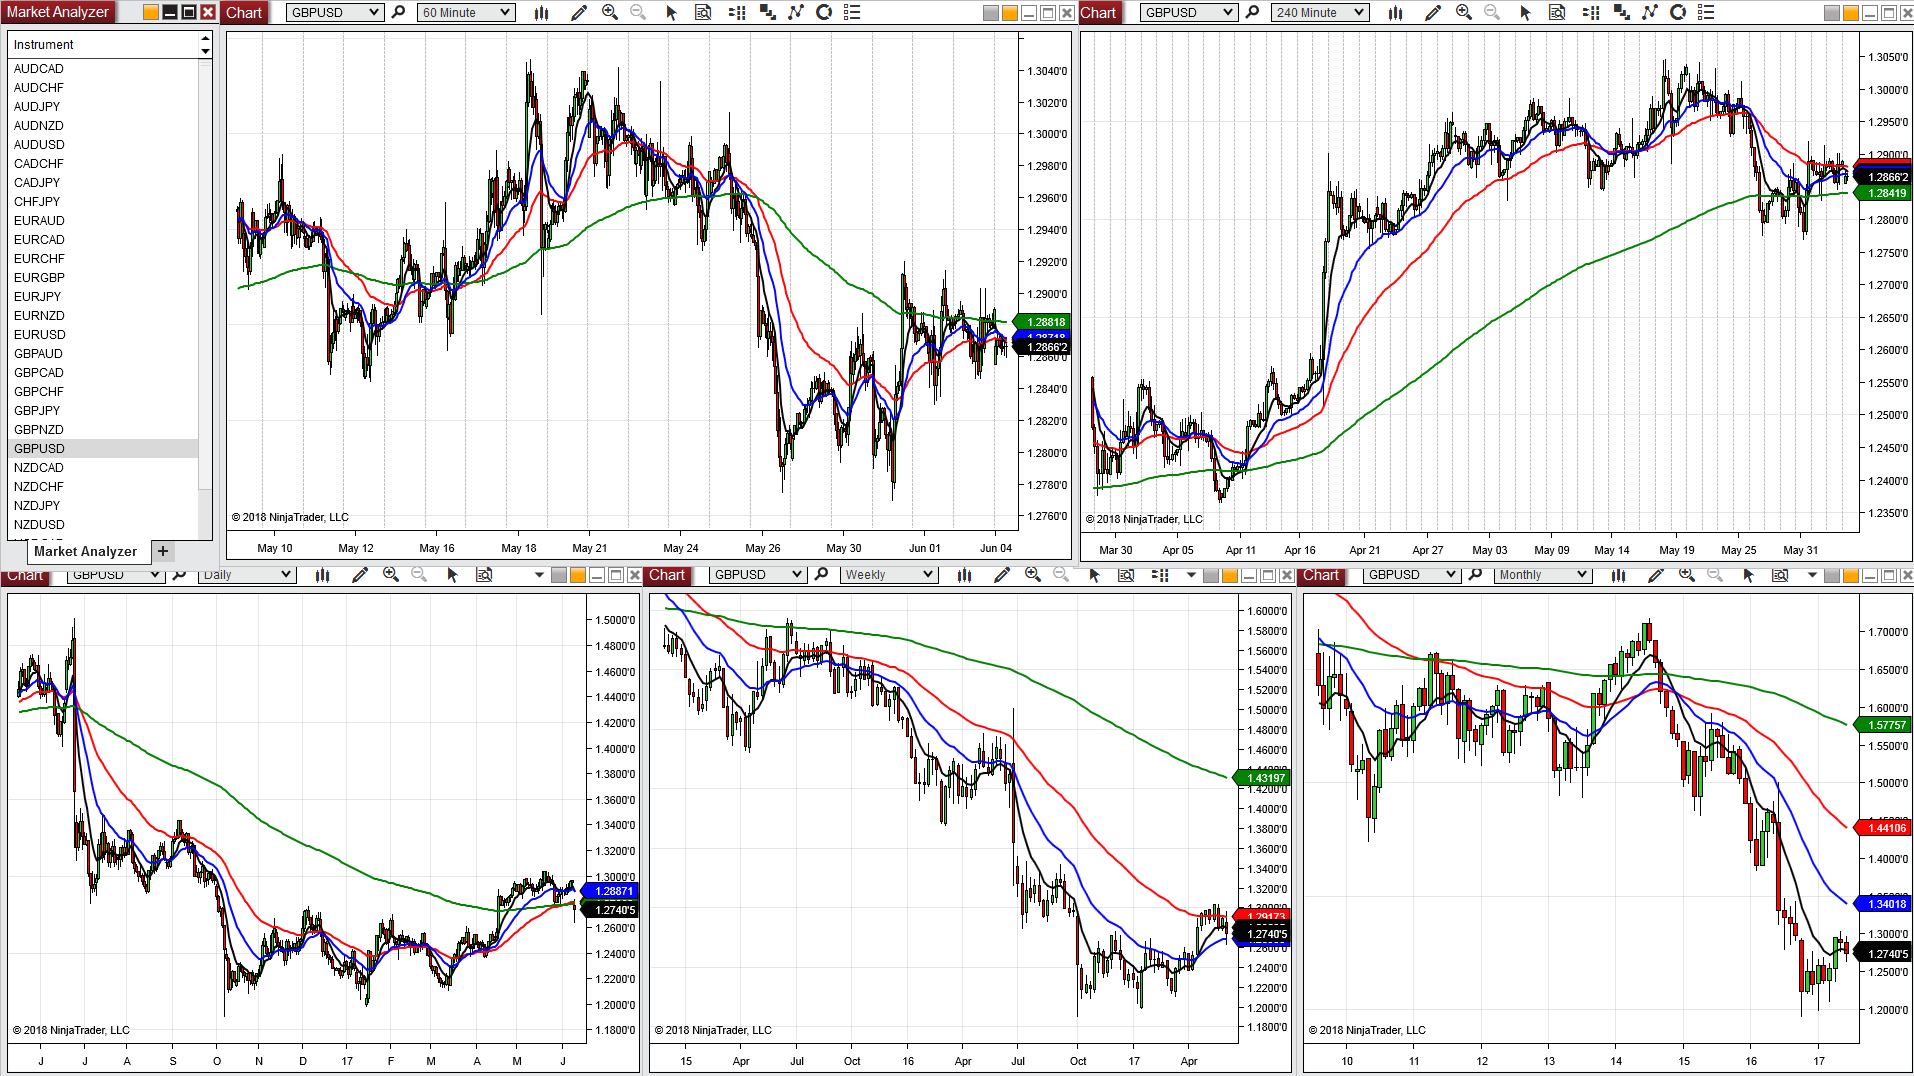 Market Analyzer
Instrument
AUDCAD
AUDCHF
AUDJPY
AUDNZD
AUDUSD
CADCHF
CADJPY
CHFJPY
EURAUD
EURCAD
EURCHF
EURGBP
EURJPY
EURNZD
EURUSD
GBPAUD
GBPCAD
GBPCHF
GBPJPY
GBPNZD
GBPUSD
NZDCAD
NZDCHF
NZDJPY
NZDUSD
Market Analyzer +
Chart GBPUSD 60 Minute
1.3040'0
1.3020'0
1.3000'0
1.2980'0
1.2960'0
1.2940'0
1.2920'0
1.2900'0
1.28818
1.2866'2
1.2840'0
1.2820'0
1.2800'0
1.2780'0
1.2760'0
© 2018 NinjaTrader, LLC
May 10 May 12 May 16 May 18 May 21 May 24 May 26 May 30 Jun 01 Jun 04
Chart GBPUSD 240 Minute
1.3050'0
1.3000'0
1.2950'0
1.2900'0
1.2866'2
1.28419
1.2800'0
1.2750'0
1.2700'0
1.2650'0
1.2600'0
1.2550'0
1.2500'0
1.2450'0
1.2400'0
1.2350'0
© 2018 NinjaTrader, LLC
Mar 30 Apr 05 Apr 11 Apr 16 Apr 21 Apr 27 May 03 May 09 May 14 May 19 May 25 May 31
Chart GBPUSD Daily
1.5000'0
1.4800'0
1.4600'0
1.4400'0
1.4200'0
1.4000'0
1.3800'0
1.3600'0
1.3400'0
1.3200'0
1.3000'0
1.28871
1.2740'5
1.2600'0
1.2400'0
1.2200'0
1.2000'0
1.1800'0
© 2018 NinjaTrader, LLC
J J A S O N D 17 F M A M J
Chart GBPUSD Weekly
1.6000'0
1.5800'0
1.5600'0
1.5400'0
1.5200'0
1.5000'0
1.4800'0
1.4600'0
1.43197
1.4200'0
1.4000'0
1.3800'0
1.3600'0
1.3400'0
1.3200'0
1.3000'0
1.29173
1.2740'5
1.2600'0
1.2400'0
1.2200'0
1.2000'0
1.1800'0
© 2018 NinjaTrader, LLC
15 Apr Jul Oct 16 Apr Jul Oct 17 Apr
Chart GBPUSD Monthly
1.7000'0
1.6500'0
1.6000'0
1.57757
1.5500'0
1.5000'0
1.44106
1.4000'0
1.34018
1.3000'0
1.2740'5
1.2500'0
1.2000'0
© 2018 NinjaTrader, LLC
10 11 12 13 14 15 16 17